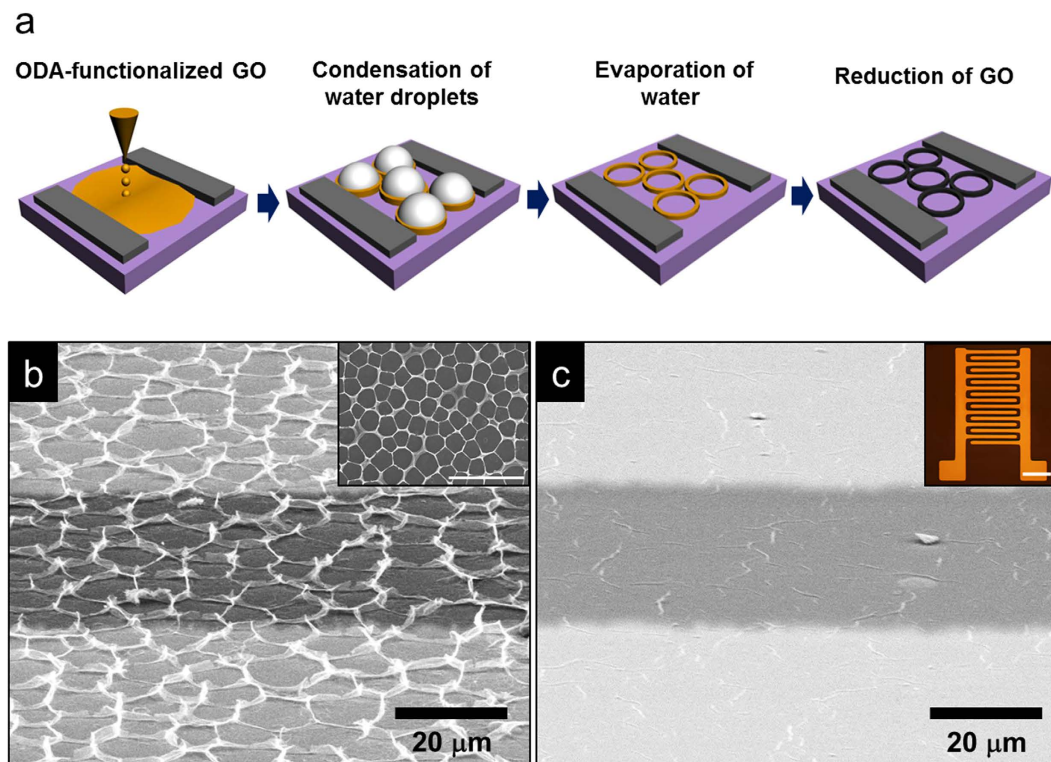 a
ODA-functionalized GO
Condensation of
water droplets
Evaporation of
water
Reduction of GO
b
c
20 μm
20 μm